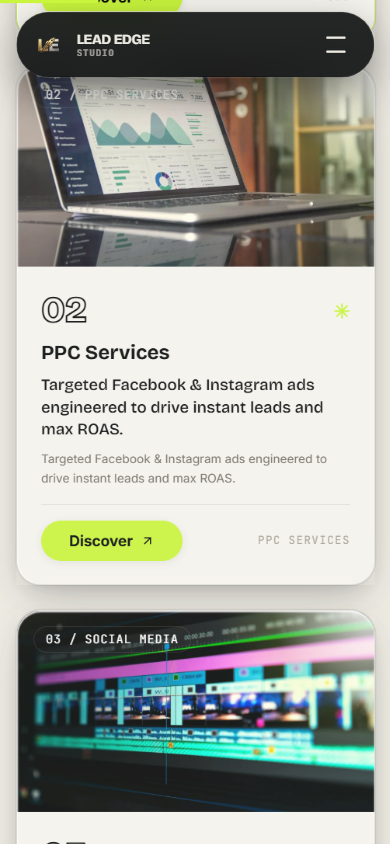 LEAD EDGE
STUDIO
02 / PPC SERVICES
02
PPC Services
Targeted Facebook & Instagram ads
engineered to drive instant leads and
max ROAS.
Targeted Facebook & Instagram ads engineered to
drive instant leads and max ROAS.
Discover ↗
PPC SERVICES
03 / SOCIAL MEDIA